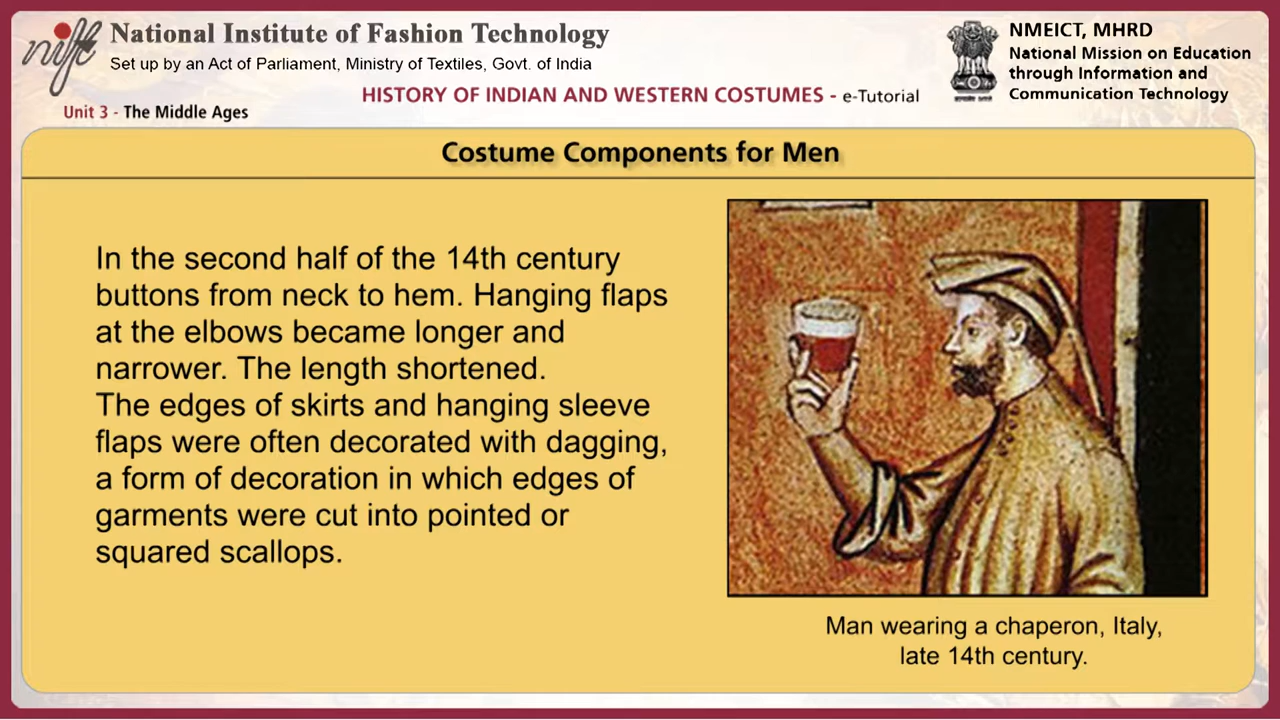 nift
National Institute of Fashion Technology
Set up by an Act of Parliament, Ministry of Textiles, Govt. of India
HISTORY OF INDIAN AND WESTERN COSTUMES - e-Tutorial
Unit 3 - The Middle Ages
NMEICT, MHRD
National Mission on Education
through Information and
Communication Technology
Costume Components for Men
In the second half of the 14th century
buttons from neck to hem. Hanging flaps
at the elbows became longer and
narrower. The length shortened.
The edges of skirts and hanging sleeve
flaps were often decorated with dagging,
a form of decoration in which edges of
garments were cut into pointed or
squared scallops.
Man wearing a chaperon, Italy,
late 14th century.